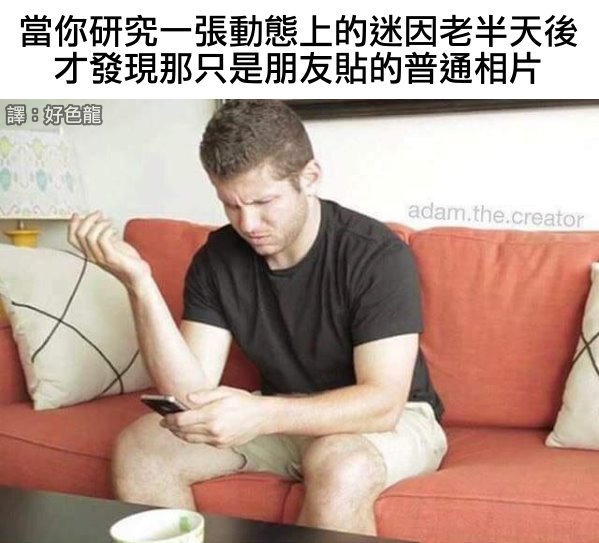 當你研究一張動態上的迷因老半天後
才發現那只是朋友貼的普通相片
譯：好色龍
adam.the.creator